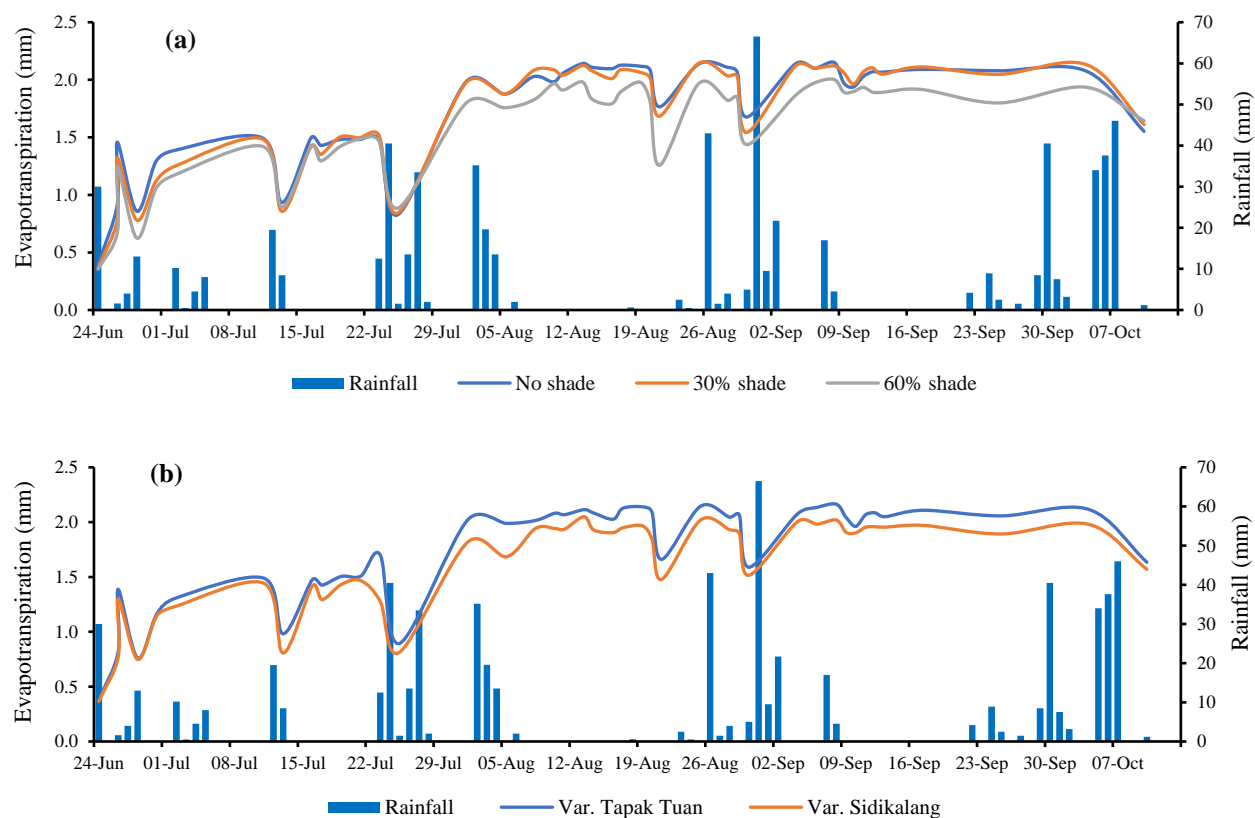 (a)
Evapotranspiration (mm)
2.5
2.0
1.5
1.0
0.5
0.0
70
60
50
40
30
20
10
0
Rainfall (mm)
24-Jun 01-Jul 08-Jul 15-Jul 22-Jul 29-Jul 05-Aug 12-Aug 19-Aug 26-Aug 02-Sep 09-Sep 16-Sep 23-Sep 30-Sep 07-Oct
Rainfall No shade 30% shade 60% shade
(b)
Evapotranspiration (mm)
2.5
2.0
1.5
1.0
0.5
0.0
70
60
50
40
30
20
10
0
Rainfall (mm)
24-Jun 01-Jul 08-Jul 15-Jul 22-Jul 29-Jul 05-Aug 12-Aug 19-Aug 26-Aug 02-Sep 09-Sep 16-Sep 23-Sep 30-Sep 07-Oct
Rainfall Var. Tapak Tuan Var. Sidikalang